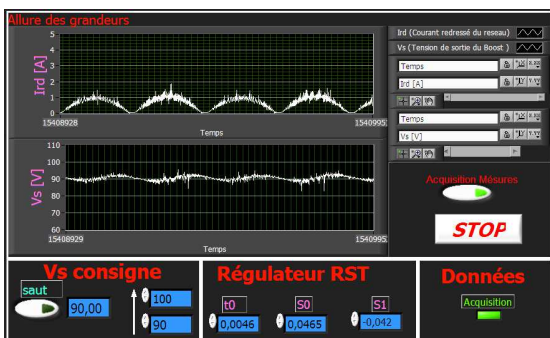 Allure des grandeurs
Ird (Courant redressé du reseau)
Vs (Tension de sortie du Boost )
5
4
3
2
1
0
Ird [A]
15408928
Temps
Temps
Ird [A]
Temps
Vs [V]
110
100
90
80
70
60
Vs [V]
15408929
Temps
Acquisition Mésures
STOP
Vs consigne
saut
90,00
100
90
Régulateur RST
t0
S0
S1
0,0046
0,0465
-0,042
Données
Acquisition